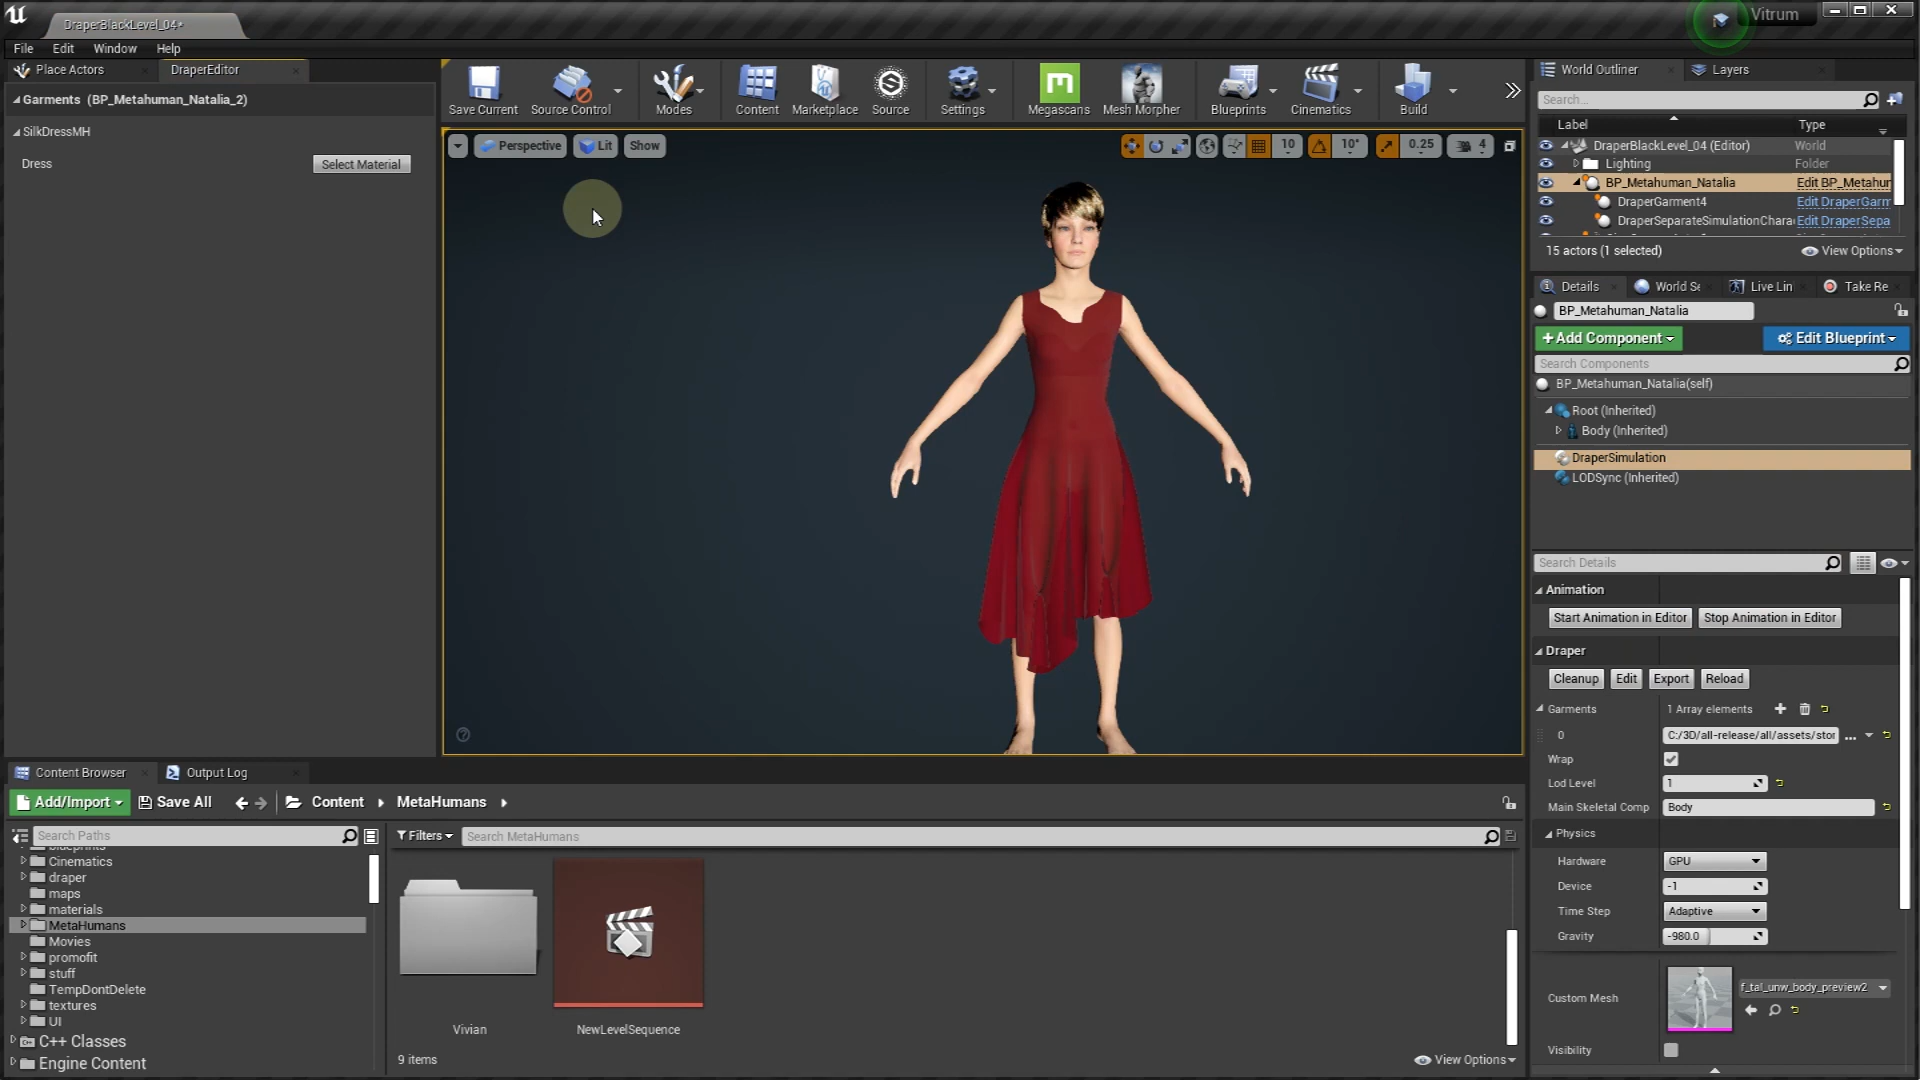 DraperBlackLevel_04*
Vitrum
File Edit Window Help
Place Actors
DraperEditor
Garments (BP_Metahuman_Natalia_2)
SilkDressMH
Dress
Select Material
Save Current
Source Control
Modes
Content
Marketplace
Source
Settings
Megascans
Mesh Morpher
Blueprints
Cinematics
Build
Perspective
Lit
Show
10
10°
0.25
4
World Outliner
Layers
Search...
Label Type
DraperBlackLevel_04 (Editor) World
Lighting Folder
BP_Metahuman_Natalia Edit BP_Metahur
DraperGarment4 Edit DraperGarm
DraperSeparateSimulationChara Edit DraperSepa
15 actors (1 selected)
View Options
Details
World Se
Live Lin
Take Re
BP_Metahuman_Natalia
+Add Component
Edit Blueprint
Search Components
BP_Metahuman_Natalia(self)
Root (Inherited)
Body (Inherited)
DraperSimulation
LODSync (Inherited)
Search Details
Animation
Start Animation in Editor
Stop Animation in Editor
Draper
Cleanup
Edit
Export
Reload
Garments 1 Array elements
0 C:/3D/all-release/all/assets/stor
Wrap
Lod Level 1
Main Skeletal Comp Body
Physics
Hardware GPU
Device -1
Time Step Adaptive
Gravity -980.0
Custom Mesh
f_tal_unw_body_preview2
Visibility
Content Browser
Output Log
Add/Import
Save All
Content
MetaHumans
Search Paths
Filters
Search MetaHumans
Cinematics
draper
maps
materials
MetaHumans
Movies
promofit
stuff
TempDontDelete
textures
UI
C++ Classes
Engine Content
Vivian
NewLevelSequence
9 items
View Options